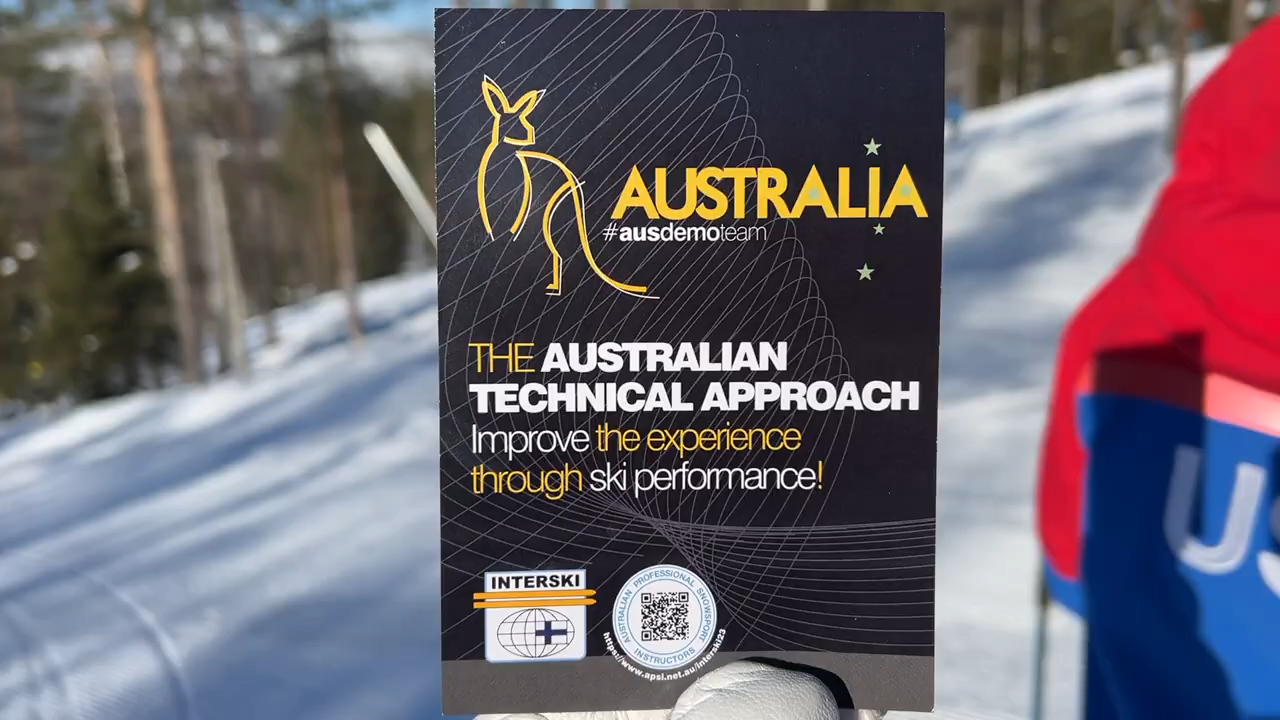 AUSTRALIA
#ausdemoteam
THE AUSTRALIAN
TECHNICAL APPROACH
Improve the experience
through ski performance!
INTERSKI
AUSTRALIAN PROFESSIONAL SNOWSPORT
INSTRUCTORS
https://www.apsi.net.au/interski23
US